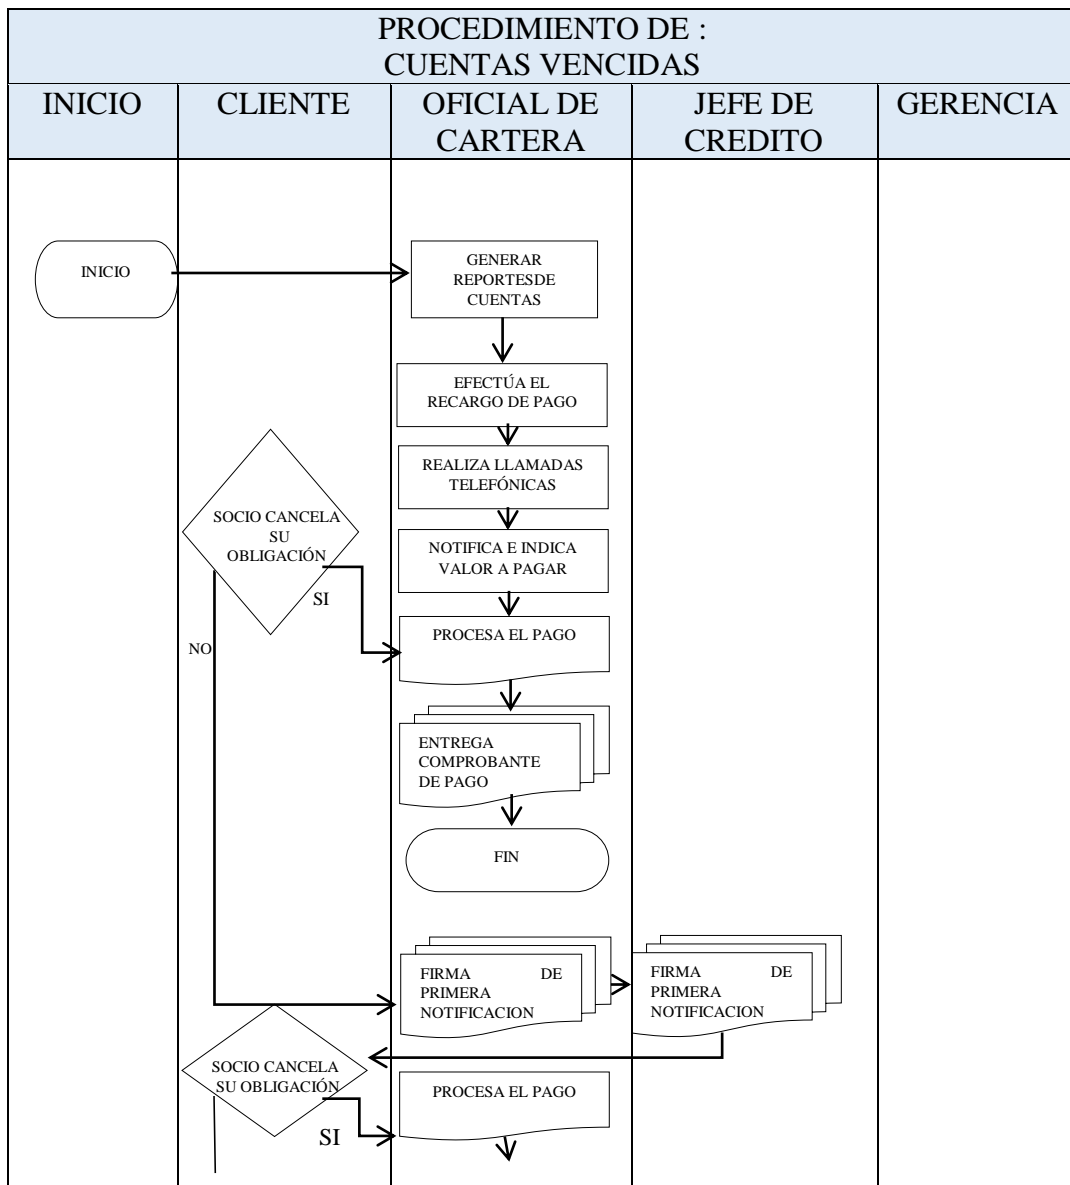 PROCEDIMIENTO DE :
CUENTAS VENCIDAS
INICIO
CLIENTE
OFICIAL DE
CARTERA
JEFE DE
CREDITO
GERENCIA
INICIO
GENERAR
REPORTESDE
CUENTAS
EFECTÚA EL
RECARGO DE PAGO
REALIZA LLAMADAS
TELEFÓNICAS
SOCIO CANCELA
SU
OBLIGACIÓN
NOTIFICA E INDICA
VALOR A PAGAR
SI
NO
PROCESA EL PAGO
ENTREGA
COMPROBANTE
DE PAGO
FIN
FIRMA DE
PRIMERA
NOTIFICACION
FIRMA DE
PRIMERA
NOTIFICACION
SOCIO CANCELA
SU OBLIGACIÓN
SI
PROCESA EL PAGO